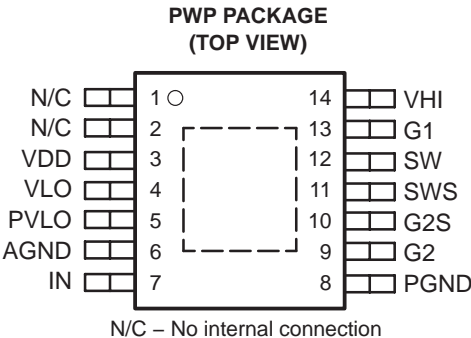 PWP PACKAGE
(TOP VIEW)
N/C 1 14 VHI
N/C 2 13 G1
VDD 3 12 SW
VLO 4 11 SWS
PVLO 5 10 G2S
AGND 6 9 G2
IN 7 8 PGND
N/C – No internal connection